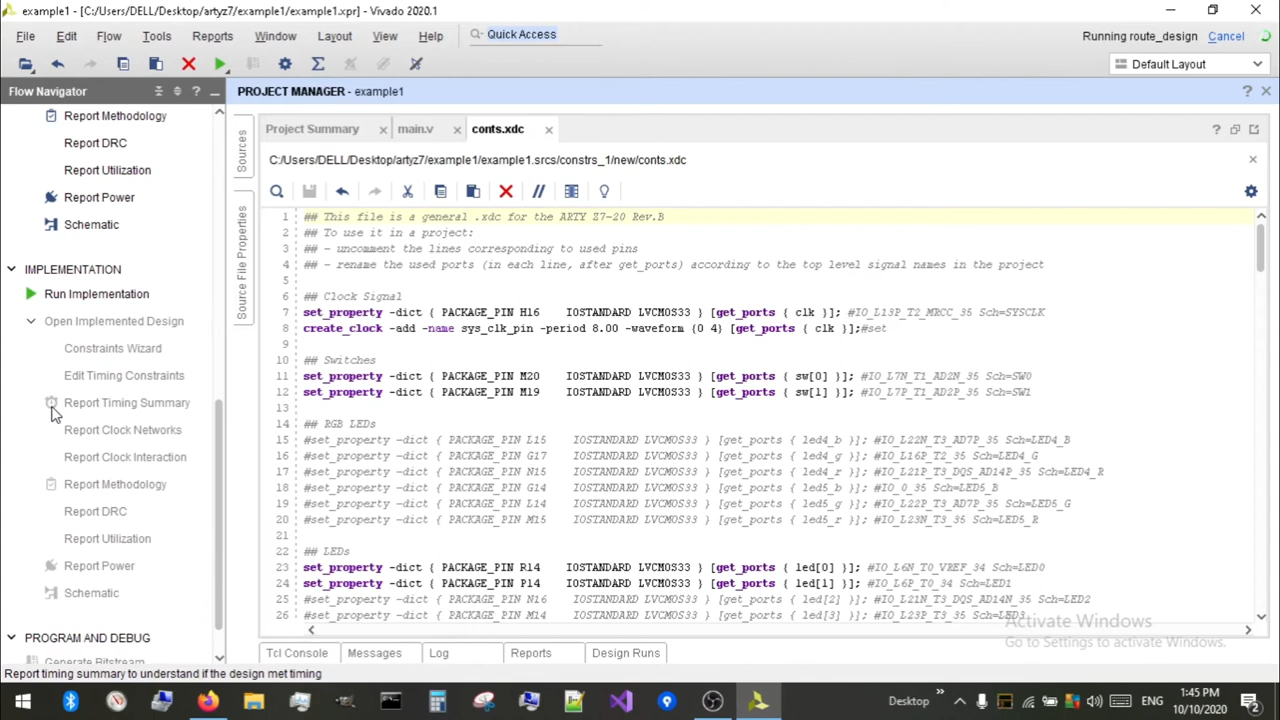 example1 - [C:/Users/DELL/Desktop/artyz7/example1/example1.xpr] - Vivado 2020.1
File Edit Flow Tools Reports Window Layout View Help Quick Access Running route_design Cancel
Default Layout
Flow Navigator
PROJECT MANAGER - example1
Report Methodology
Report DRC
Report Utilization
Report Power
Schematic
IMPLEMENTATION
Run Implementation
Open Implemented Design
Constraints Wizard
Edit Timing Constraints
Report Timing Summary
Report Clock Networks
Report Clock Interaction
Report Methodology
Report DRC
Report Utilization
Report Power
Schematic
PROGRAM AND DEBUG
Generate Bitstream
Sources
Source File Properties
Project Summary main.v conts.xdc
C:/Users/DELL/Desktop/artyz7/example1/example1.srcs/constrs_1/new/conts.xdc
1 ## This file is a general .xdc for the ARTY Z7-20 Rev.B
2 ## To use it in a project:
3 ## - uncomment the lines corresponding to used pins
4 ## - rename the used ports (in each line, after get_ports) according to the top level signal names in the project
5
6 ## Clock Signal
7 set_property -dict { PACKAGE_PIN H16 IOSTANDARD LVCMOS33 } [get_ports { clk }]; #IO_L13P_T2_MRCC_35 Sch=SYSCLK
8 create_clock -add -name sys_clk_pin -period 8.00 -waveform {0 4} [get_ports { clk }];#set
9
10 ## Switches
11 set_property -dict { PACKAGE_PIN M20 IOSTANDARD LVCMOS33 } [get_ports { sw[0] }]; #IO_L7N_T1_AD2N_35 Sch=SW0
12 set_property -dict { PACKAGE_PIN M19 IOSTANDARD LVCMOS33 } [get_ports { sw[1] }]; #IO_L7P_T1_AD2P_35 Sch=SW1
13
14 ## RGB LEDs
15 #set_property -dict { PACKAGE_PIN L15 IOSTANDARD LVCMOS33 } [get_ports { led4_b }]; #IO_L22N_T3_AD7P_35 Sch=LED4_B
16 #set_property -dict { PACKAGE_PIN G17 IOSTANDARD LVCMOS33 } [get_ports { led4_g }]; #IO_L16P_T2_35 Sch=LED4_G
17 #set_property -dict { PACKAGE_PIN N15 IOSTANDARD LVCMOS33 } [get_ports { led4_r }]; #IO_L21P_T3_DQS_AD14P_35 Sch=LED4_R
18 #set_property -dict { PACKAGE_PIN G14 IOSTANDARD LVCMOS33 } [get_ports { led5_b }]; #IO_0_35 Sch=LED5_B
19 #set_property -dict { PACKAGE_PIN L14 IOSTANDARD LVCMOS33 } [get_ports { led5_g }]; #IO_L22P_T3_AD7P_35 Sch=LED5_G
20 #set_property -dict { PACKAGE_PIN M15 IOSTANDARD LVCMOS33 } [get_ports { led5_r }]; #IO_L23N_T3_35 Sch=LED5_R
21
22 ## LEDs
23 set_property -dict { PACKAGE_PIN R14 IOSTANDARD LVCMOS33 } [get_ports { led[0] }]; #IO_L6N_T0_VREF_34 Sch=LED0
24 set_property -dict { PACKAGE_PIN P14 IOSTANDARD LVCMOS33 } [get_ports { led[1] }]; #IO_L6P_T0_34 Sch=LED1
25 #set_property -dict { PACKAGE_PIN N16 IOSTANDARD LVCMOS33 } [get_ports { led[2] }]; #IO_L21N_T3_DQS_AD14N_35 Sch=LED2
26 #set_property -dict { PACKAGE_PIN M14 IOSTANDARD LVCMOS33 } [get_ports { led[3] }]; #IO_L23P_T3_35 Sch=LED3
Activate Windows
Go to Settings to activate Windows.
Tcl Console Messages Log Reports Design Runs
Report timing summary to understand if the design met timing
Desktop ENG
1:45 PM
10/10/2020
2